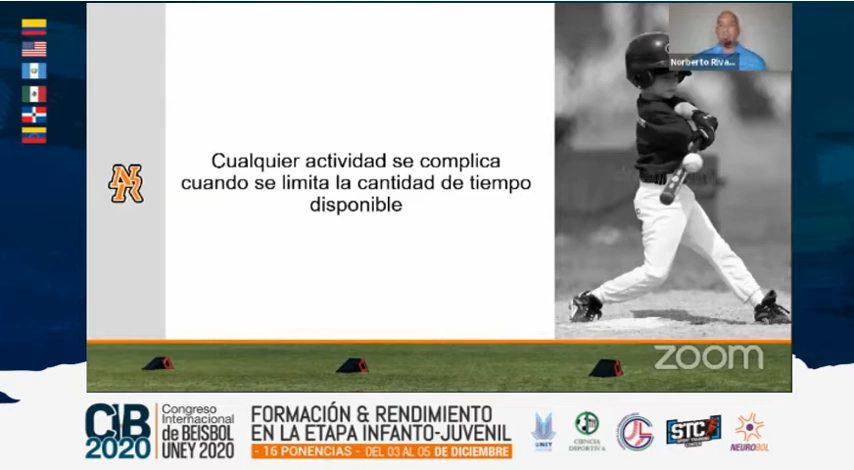 Norberto Riva...
Cualquier actividad se complica
cuando se limita la cantidad de tiempo
disponible
NR
zoom
CIB
2020
Congreso
Internacional
de BEISBOL
UNEY 2020
FORMACIÓN & RENDIMIENTO
EN LA ETAPA INFANTO-JUVENIL
- 16 PONENCIAS - DEL 03 AL 05 DE DICIEMBRE
UNEY
CIENCIA
DEPORTIVA
STC
NEUROBOL